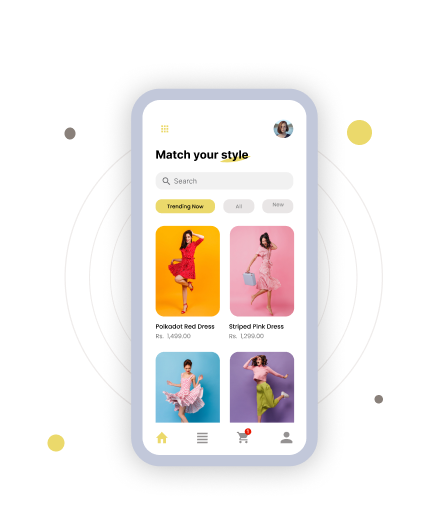 Match your style
Search
Trending Now
All
New
Polkadot Red Dress
Striped Pink Dress
Rs. 1,499.00
Rs. 1,299.00
1